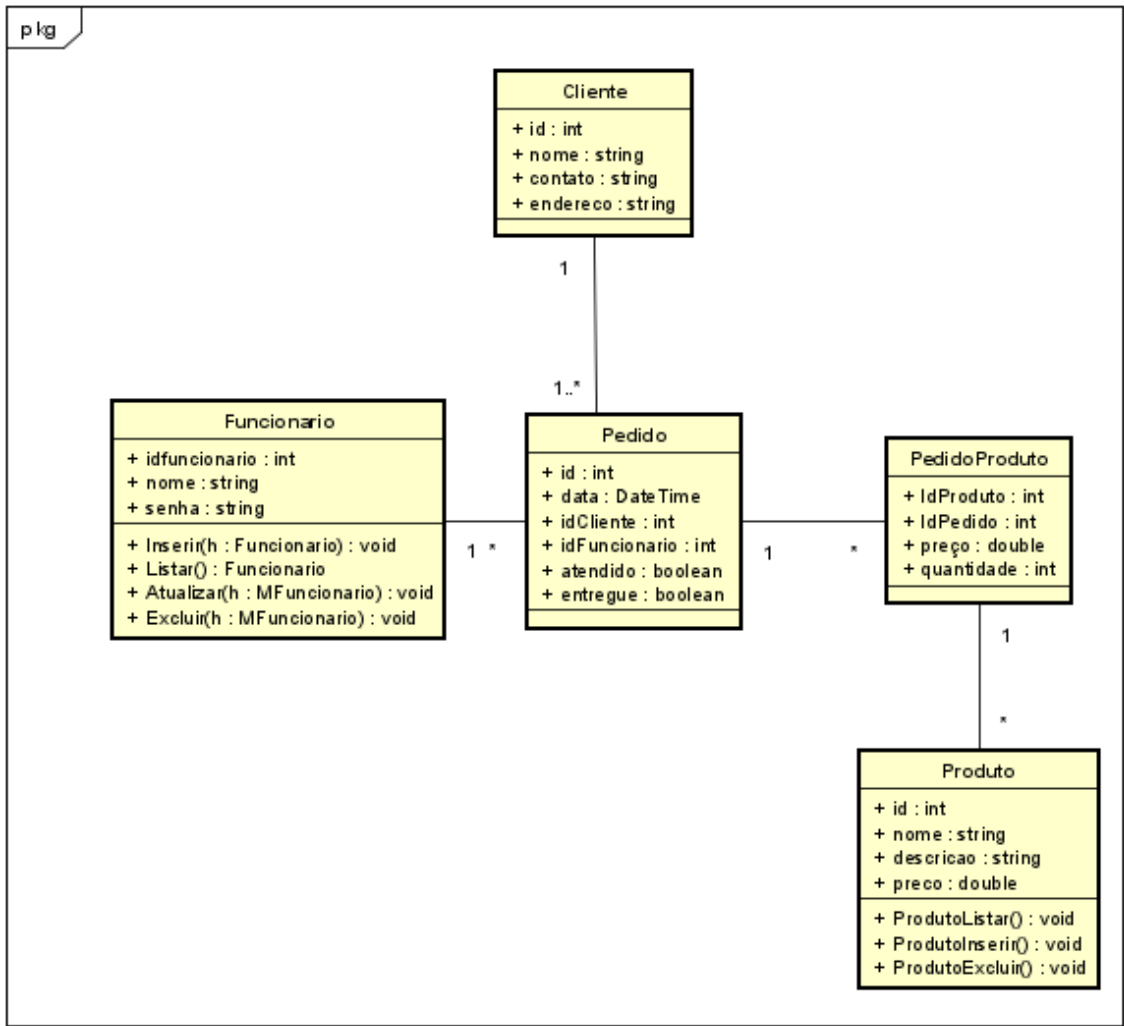 pkg
Cliente
+ id : int
+ nome : string
+ contato : string
+ endereco : string
1
1..*
Funcionario
+ idfuncionario : int
+ nome : string
+ senha : string
+ Inserir(h : Funcionario) : void
+ Listar() : Funcionario
+ Atualizar(h : MFuncionario) : void
+ Excluir(h : MFuncionario) : void
1 *
Pedido
+ id : int
+ data : DateTime
+ idCliente : int
+ idFuncionario : int
+ atendido : boolean
+ entregue : boolean
1 *
PedidoProduto
+ IdProduto : int
+ IdPedido : int
+ preço : double
+ quantidade : int
1
*
Produto
+ id : int
+ nome : string
+ descricao : string
+ preco : double
+ ProdutoListar() : void
+ ProdutoInserir() : void
+ ProdutoExcluir() : void